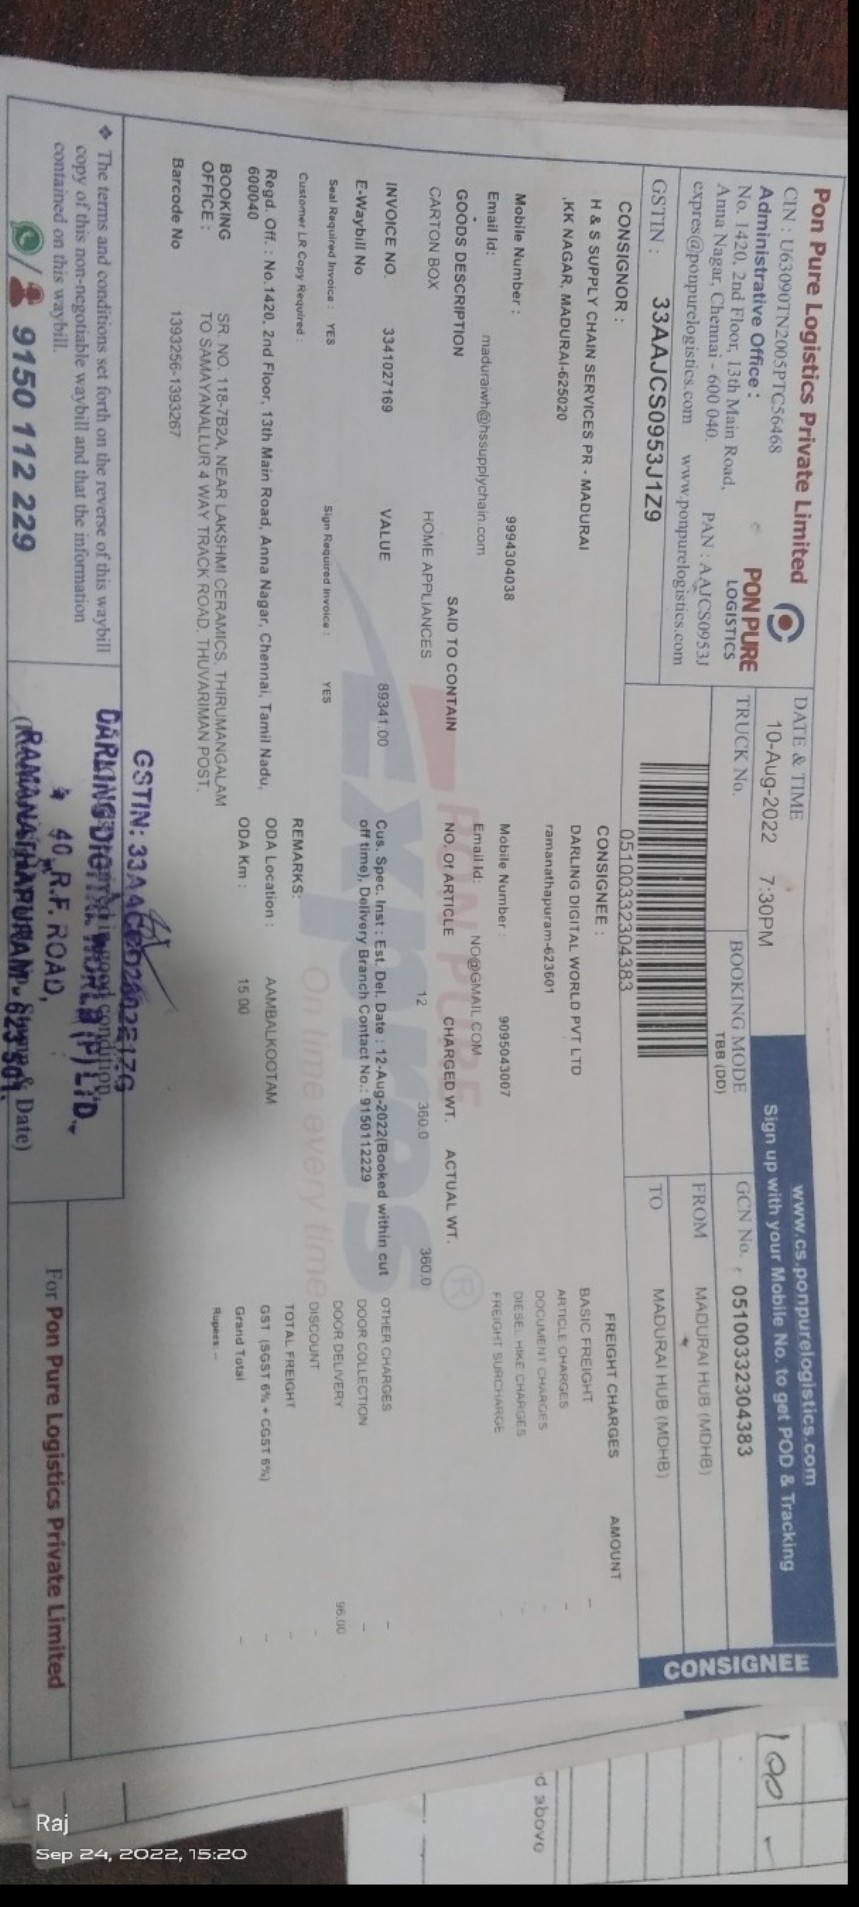 Pon Pure Logistics Private Limited
CIN : U63090TN2005PTC56468
Administrative Office :
No. 1420, 2nd Floor, 13th Main Road,
Anna Nagar, Chennai - 600 040. PAN : AAJCS0953J
expres@ponpurelogistics.com www.ponpurelogistics.com
PON PURE
LOGISTICS
GSTIN : 33AAJCS0953J1Z9
DATE & TIME
10-Aug-2022 7:30PM
TRUCK No.
BOOKING MODE
TBB (DD)
www.cs.ponpurelogistics.com
Sign up with your Mobile No. to get POD & Tracking
GCN No. 05100332304383
FROM MADURAI HUB (MDHB)
TO MADURAI HUB (MDHB)
CONSIGNEE
05100332304383
CONSIGNOR :
H & S SUPPLY CHAIN SERVICES PR - MADURAI
,KK NAGAR, MADURAI-625020
Mobile Number : 9994304038
Email Id: maduraiwh@hssupplychain.com
CONSIGNEE :
DARLING DIGITAL WORLD PVT LTD
ramanathapuram-623601
Mobile Number : 9095043007
Email Id: NO@GMAIL.COM
GOODS DESCRIPTION SAID TO CONTAIN NO. Of ARTICLE CHARGED WT. ACTUAL WT.
CARTON BOX HOME APPLIANCES 12 360.0 360.0
INVOICE NO. 3341027169 VALUE 89341.00
E-Waybill No
Cus. Spec. Inst : Est. Del. Date : 12-Aug-2022(Booked within cut
off time), Delivery Branch Contact No.: 9150112229
Seal Required Invoice : YES Sign Required Invoice : YES
Customer LR Copy Required :
REMARKS:
Regd. Off. : No.1420, 2nd Floor, 13th Main Road, Anna Nagar, Chennai, Tamil Nadu,
600040
ODA Location : AAMBALKOOTAM
ODA Km : 15.00
BOOKING
OFFICE :
SR. NO. 118-7B2A, NEAR LAKSHMI CERAMICS, THIRUMANGALAM
TO SAMAYANALLUR 4 WAY TRACK ROAD, THUVARIMAN POST.
Barcode No 1393256-1393267
PON PURE
Expres
On time every time
FREIGHT CHARGES AMOUNT
BASIC FREIGHT --
ARTICLE CHARGES --
DOCUMENT CHARGES
DIESEL HIKE CHARGES
FREIGHT SURCHARGE
OTHER CHARGES --
DOOR COLLECTION --
DOOR DELIVERY 96.00
DISCOUNT --
TOTAL FREIGHT --
GST (SGST 6% + CGST 6%) --
Grand Total --
Rupees: --
❖ The terms and conditions set forth on the reverse of this waybill
copy of this non-negotiable waybill and that the information
contained on this waybill.
9150 112 229
DARLING DIGITAL WORLD (P) LTD.,
40, R.F. ROAD,
RAMANATHAPURAM - 623 501.
& Date)
For Pon Pure Logistics Private Limited
100
d above
Raj
Sep 24, 2022, 15:20